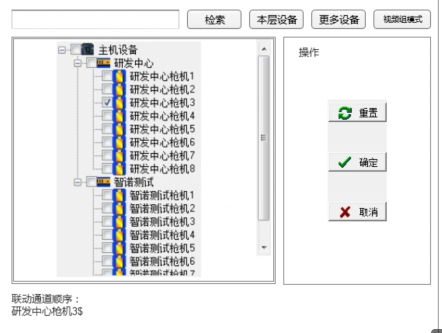 检索 本层设备 更多设备 视频组模式
主机设备
研发中心
研发中心枪机1
研发中心枪机2
研发中心枪机3
研发中心枪机4
研发中心枪机5
研发中心枪机6
研发中心枪机7
研发中心枪机8
智诺测试
智诺测试枪机1
智诺测试枪机2
智诺测试枪机3
智诺测试枪机4
智诺测试枪机5
智诺测试枪机6
智诺测试枪机7
操作
重置
确定
取消
联动通道顺序：
研发中心枪机3$